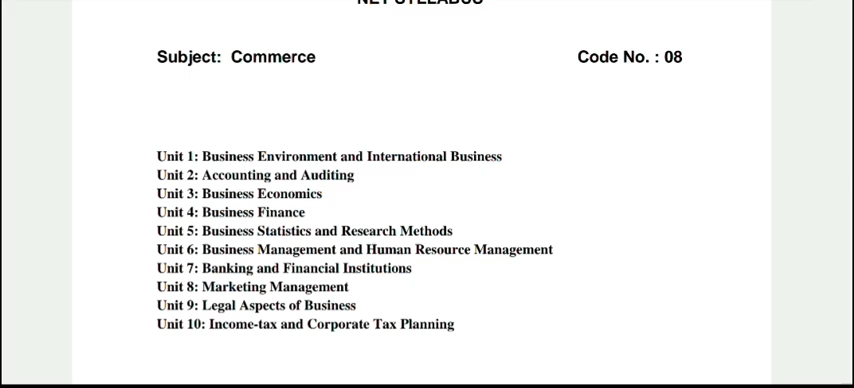 NET SYLLABUS
Subject: Commerce Code No. : 08
Unit 1: Business Environment and International Business
Unit 2: Accounting and Auditing
Unit 3: Business Economics
Unit 4: Business Finance
Unit 5: Business Statistics and Research Methods
Unit 6: Business Management and Human Resource Management
Unit 7: Banking and Financial Institutions
Unit 8: Marketing Management
Unit 9: Legal Aspects of Business
Unit 10: Income-tax and Corporate Tax Planning